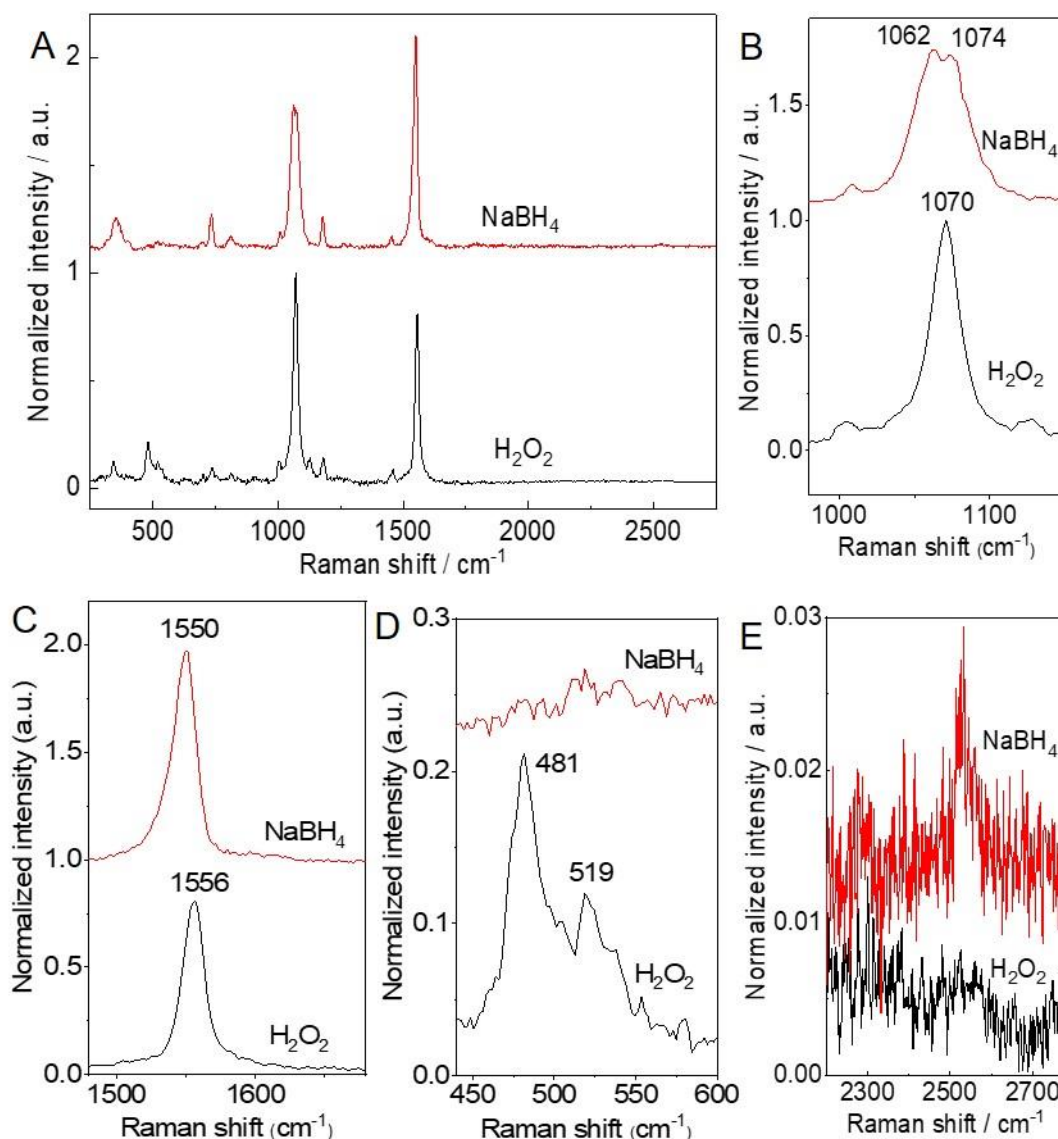 A
Normalized intensity / a.u.
2
1
0
NaBH4
H2O2
500 1000 1500 2000 2500
Raman shift / cm-1
B
Normalized intensity / a.u.
1.5
1.0
0.5
0.0
1062 1074
NaBH4
1070
H2O2
1000 1100
Raman shift (cm-1)
C
Normalized intensity (a.u.)
2.0
1.5
1.0
0.5
0.0
1550
NaBH4
1556
H2O2
1500 1600
Raman shift (cm-1)
D
Normalized intensity (a.u.)
0.3
0.2
0.1
0.0
NaBH4
481
519
H2O2
450 500 550 600
Raman shift (cm-1)
E
Normalized intensity / a.u.
0.03
0.02
0.01
0.00
NaBH4
H2O2
2300 2500 2700
Raman shift / cm-1